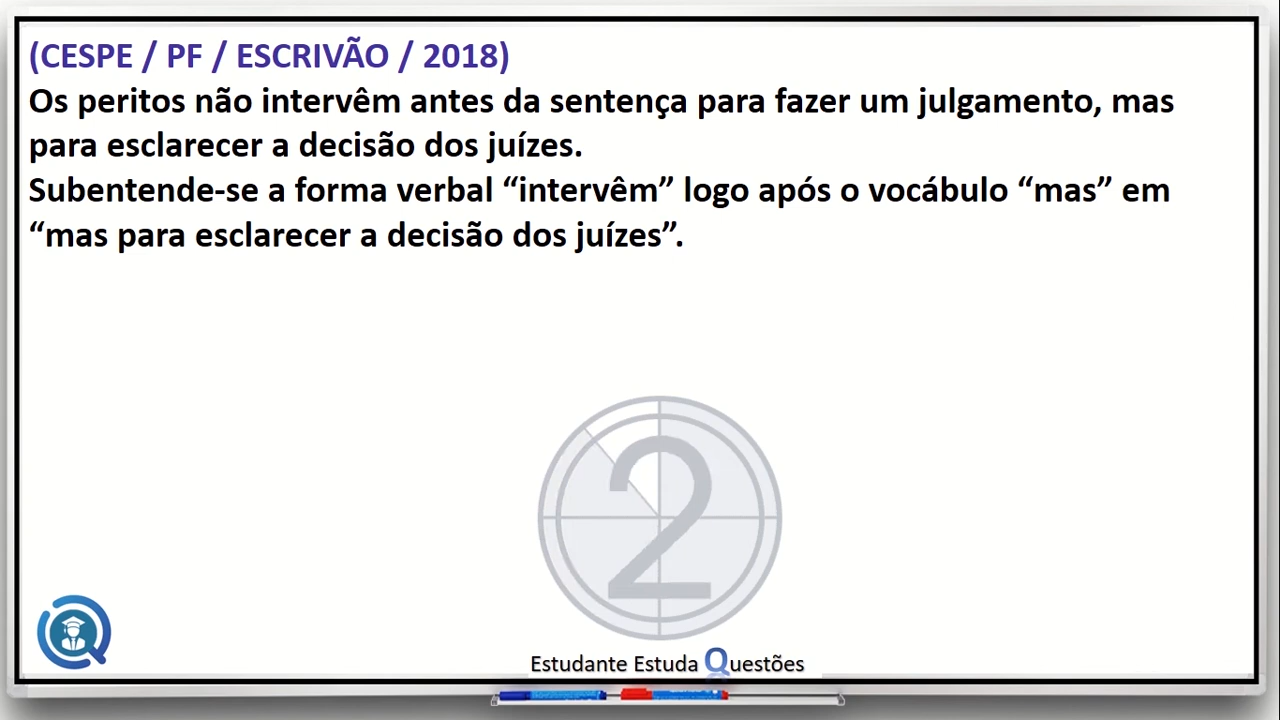 (CESPE / PF / ESCRIVÃO / 2018)
Os peritos não intervêm antes da sentença para fazer um julgamento, mas
para esclarecer a decisão dos juízes.
Subentende-se a forma verbal “intervêm” logo após o vocábulo “mas” em
“mas para esclarecer a decisão dos juízes”.
2
Estudante Estuda Questões